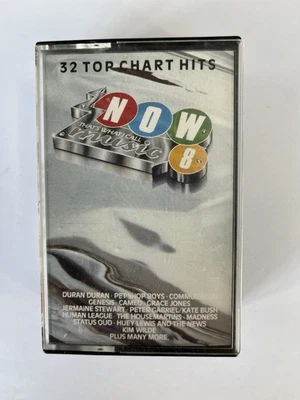 32 TOP CHART HITS
NOW
THAT'S WHAT I CALL
music
8
DURAN DURAN · PET SHOP BOYS · COMMUNARDS
GENESIS · CAMEO · GRACE JONES
JERMAINE STEWART · PETER GABRIEL/KATE BUSH
HUMAN LEAGUE · THE HOUSEMARTINS · MADNESS
STATUS QUO · HUEY LEWIS AND THE NEWS
KIM WILDE
PLUS MANY MORE